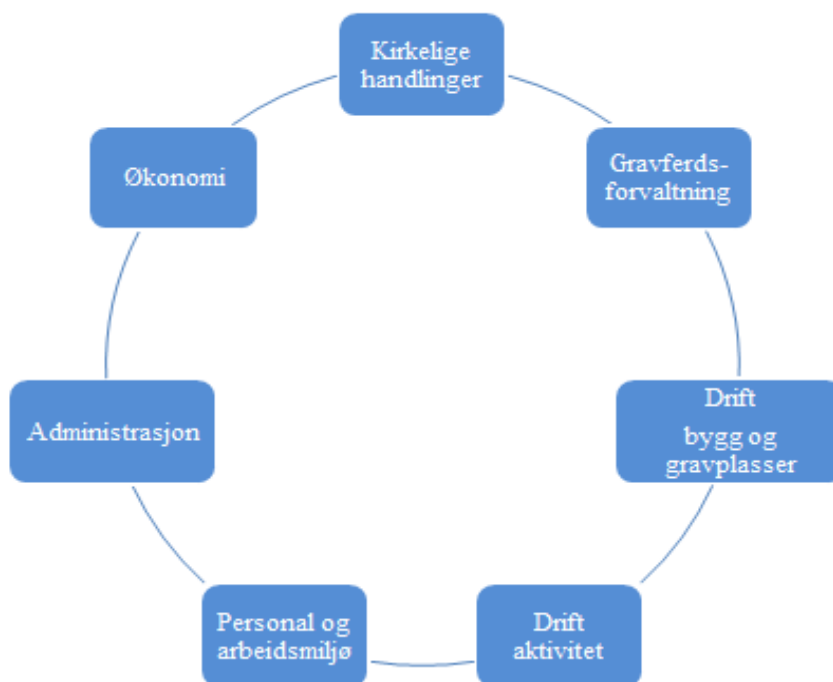 Kirkelige
handlinger
Gravferds-
forvaltning
Drift
bygg og
gravplasser
Drift
aktivitet
Personal og
arbeidsmiljø
Administrasjon
Økonomi